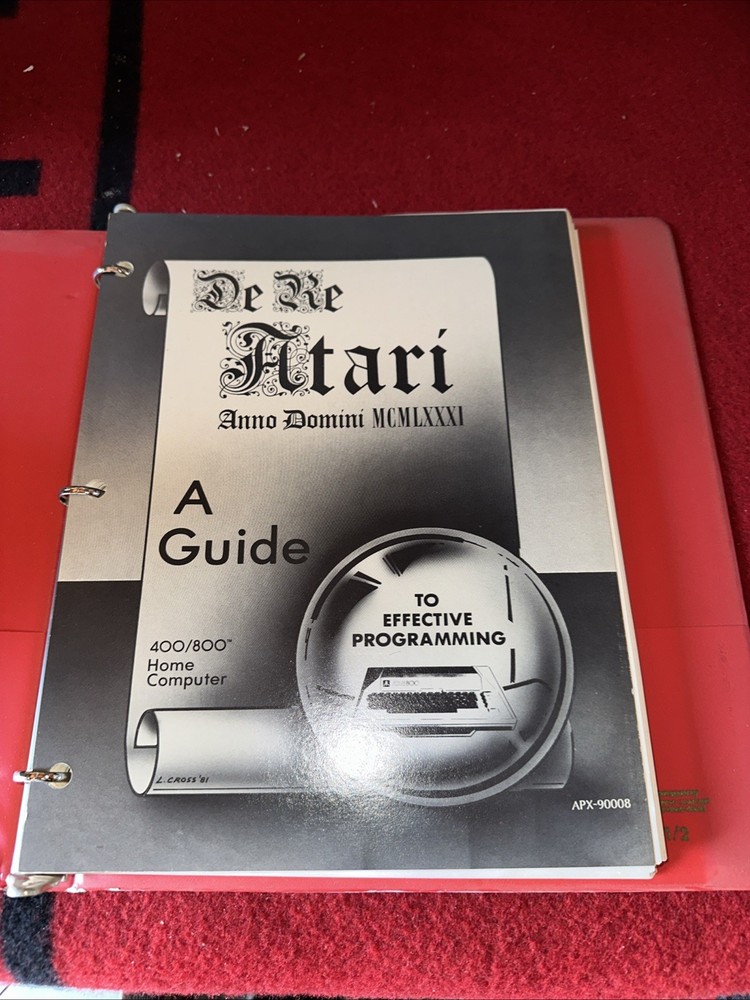 De Re
Atari
Anno Domini MCMLXXXI
A
Guide
TO
EFFECTIVE
PROGRAMMING
400/800™
Home
Computer
L. CROSS '81
APX-90008